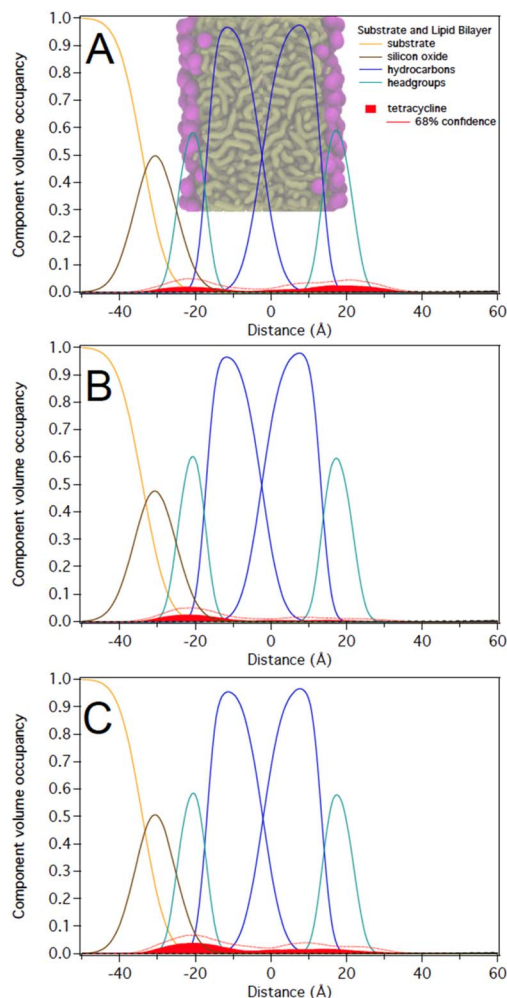 A
Substrate and Lipid Bilayer
substrate
silicon oxide
hydrocarbons
headgroups
tetracycline
68% confidence
Component volume occupancy
1.0
0.9
0.8
0.7
0.6
0.5
0.4
0.3
0.2
0.1
0.0
-40 -20 0 20 40 60
Distance (Å)
B
Component volume occupancy
1.0
0.9
0.8
0.7
0.6
0.5
0.4
0.3
0.2
0.1
0.0
-40 -20 0 20 40 60
Distance (Å)
C
Component volume occupancy
1.0
0.9
0.8
0.7
0.6
0.5
0.4
0.3
0.2
0.1
0.0
-40 -20 0 20 40 60
Distance (Å)